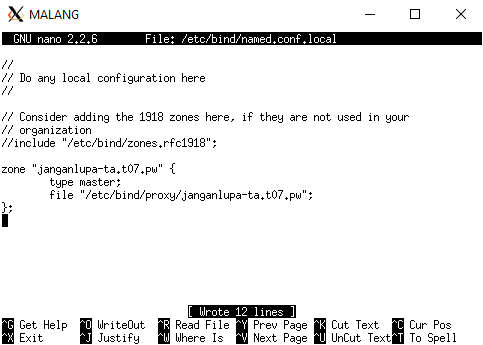 MALANG
GNU nano 2.2.6 File: /etc/bind/named.conf.local
//
// Do any local configuration here
//
// Consider adding the 1918 zones here, if they are not used in your
// organization
//include "/etc/bind/zones.rfc1918";
zone "janganlupa-ta.t07.pw" {
type master;
file "/etc/bind/proxy/janganlupa-ta.t07.pw";
};
[ Wrote 12 lines ]
^G Get Help ^O WriteOut ^R Read File ^Y Prev Page ^K Cut Text ^C Cur Pos
^X Exit ^J Justify ^W Where Is ^V Next Page ^U UnCut Text ^T To Spell